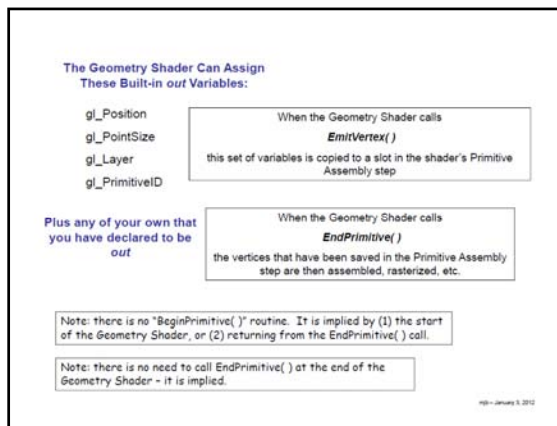 The Geometry Shader Can Assign
These Built-in out Variables:
gl_Position
gl_PointSize
gl_Layer
gl_PrimitiveID
When the Geometry Shader calls
EmitVertex( )
this set of variables is copied to a slot in the shader's Primitive
Assembly step
Plus any of your own that
you have declared to be
out
When the Geometry Shader calls
EndPrimitive( )
the vertices that have been saved in the Primitive Assembly
step are then assembled, rasterized, etc.
Note: there is no "BeginPrimitive( )" routine. It is implied by (1) the start
of the Geometry Shader, or (2) returning from the EndPrimitive( ) call.
Note: there is no need to call EndPrimitive( ) at the end of the
Geometry Shader – it is implied.
mjb – January 3, 2012